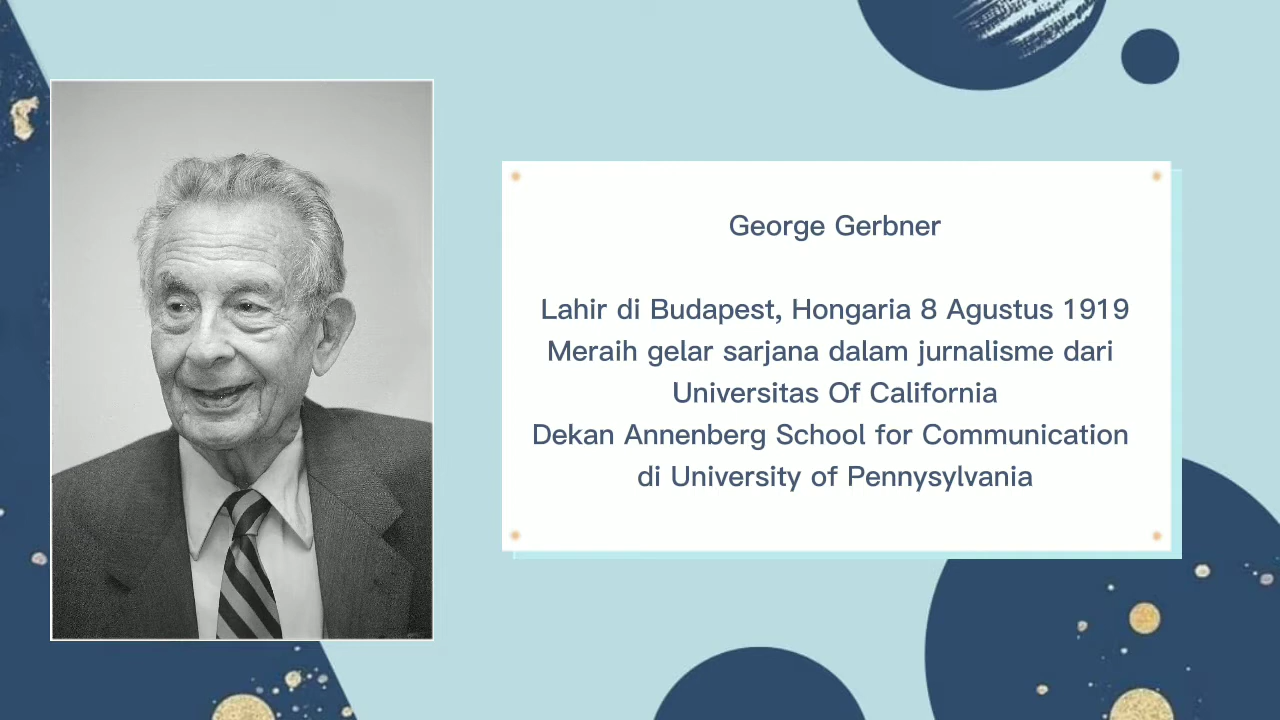 George Gerbner
Lahir di Budapest, Hongaria 8 Agustus 1919
Meraih gelar sarjana dalam jurnalisme dari
Universitas Of California
Dekan Annenberg School for Communication
di University of Pennysylvania